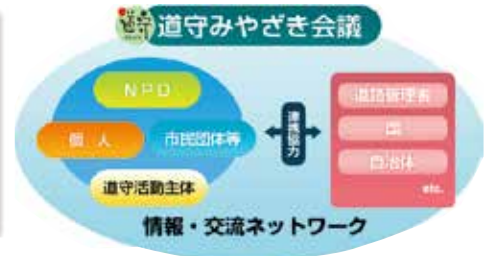 道守みやざき会議
NPO
個人
市民団体等
道守活動主体
連携協力
道路管理者
国
自治体
etc.
情報・交流ネットワーク